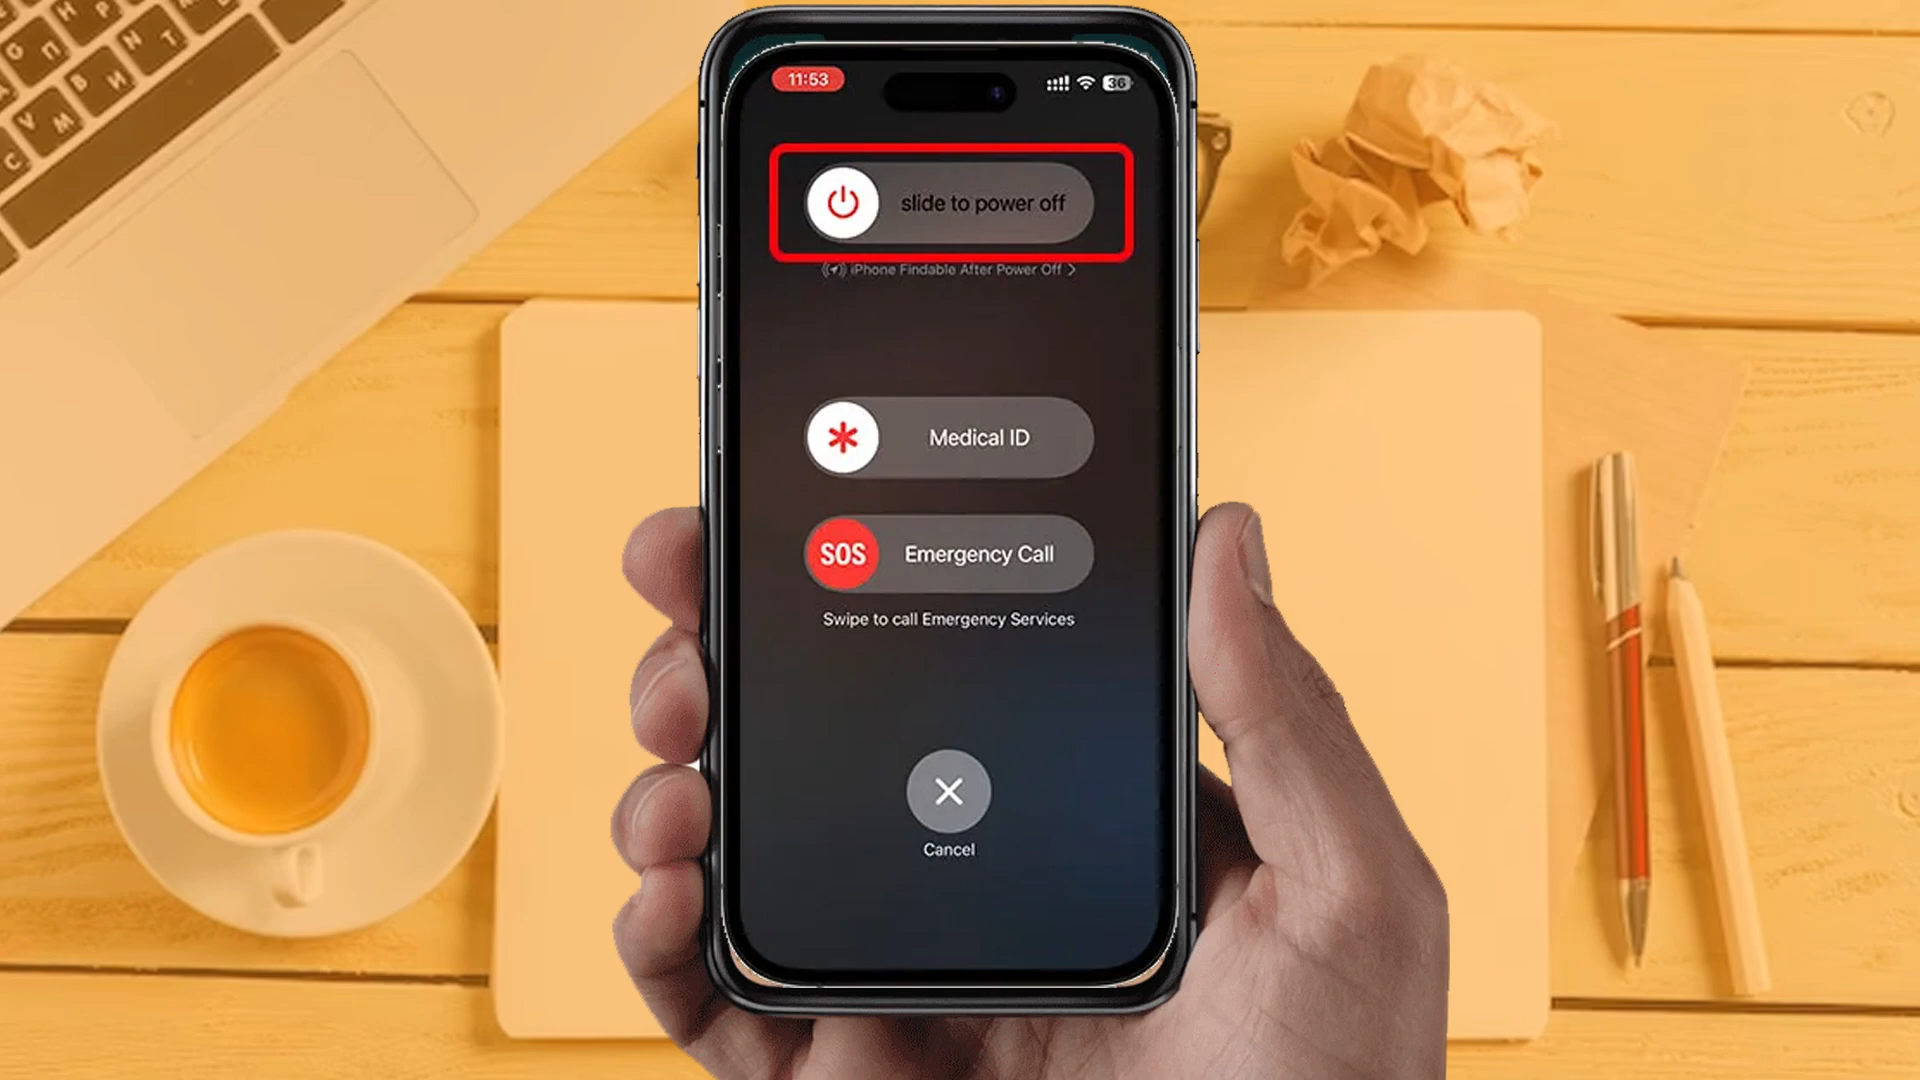 11:53
36
slide to power off
iPhone Findable After Power Off >
Medical ID
SOS
Emergency Call
Swipe to call Emergency Services
Cancel